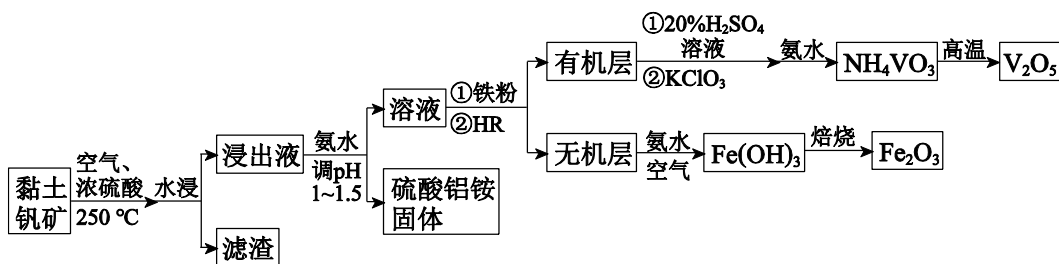 黏土
钒矿
空气、
浓硫酸
250 ℃
水浸
浸出液
滤渣
氨水
调pH
1~1.5
溶液
硫酸铝铵
固体
①铁粉
②HR
有机层
①20%H₂SO₄
溶液
②KClO₃
氨水
NH₄VO₃
高温
V₂O₅
无机层
氨水
空气
Fe(OH)₃
焙烧
Fe₂O₃